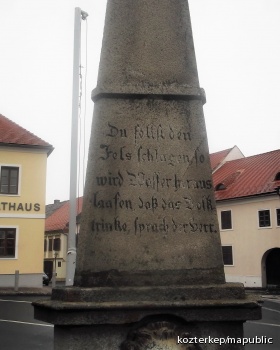 Du sollst den
Fels schlagen, so
wird Wasser heraus
laufen, daß das Volk
trinke, sprach der Herr.
THAUS
kozterkep/mapublic